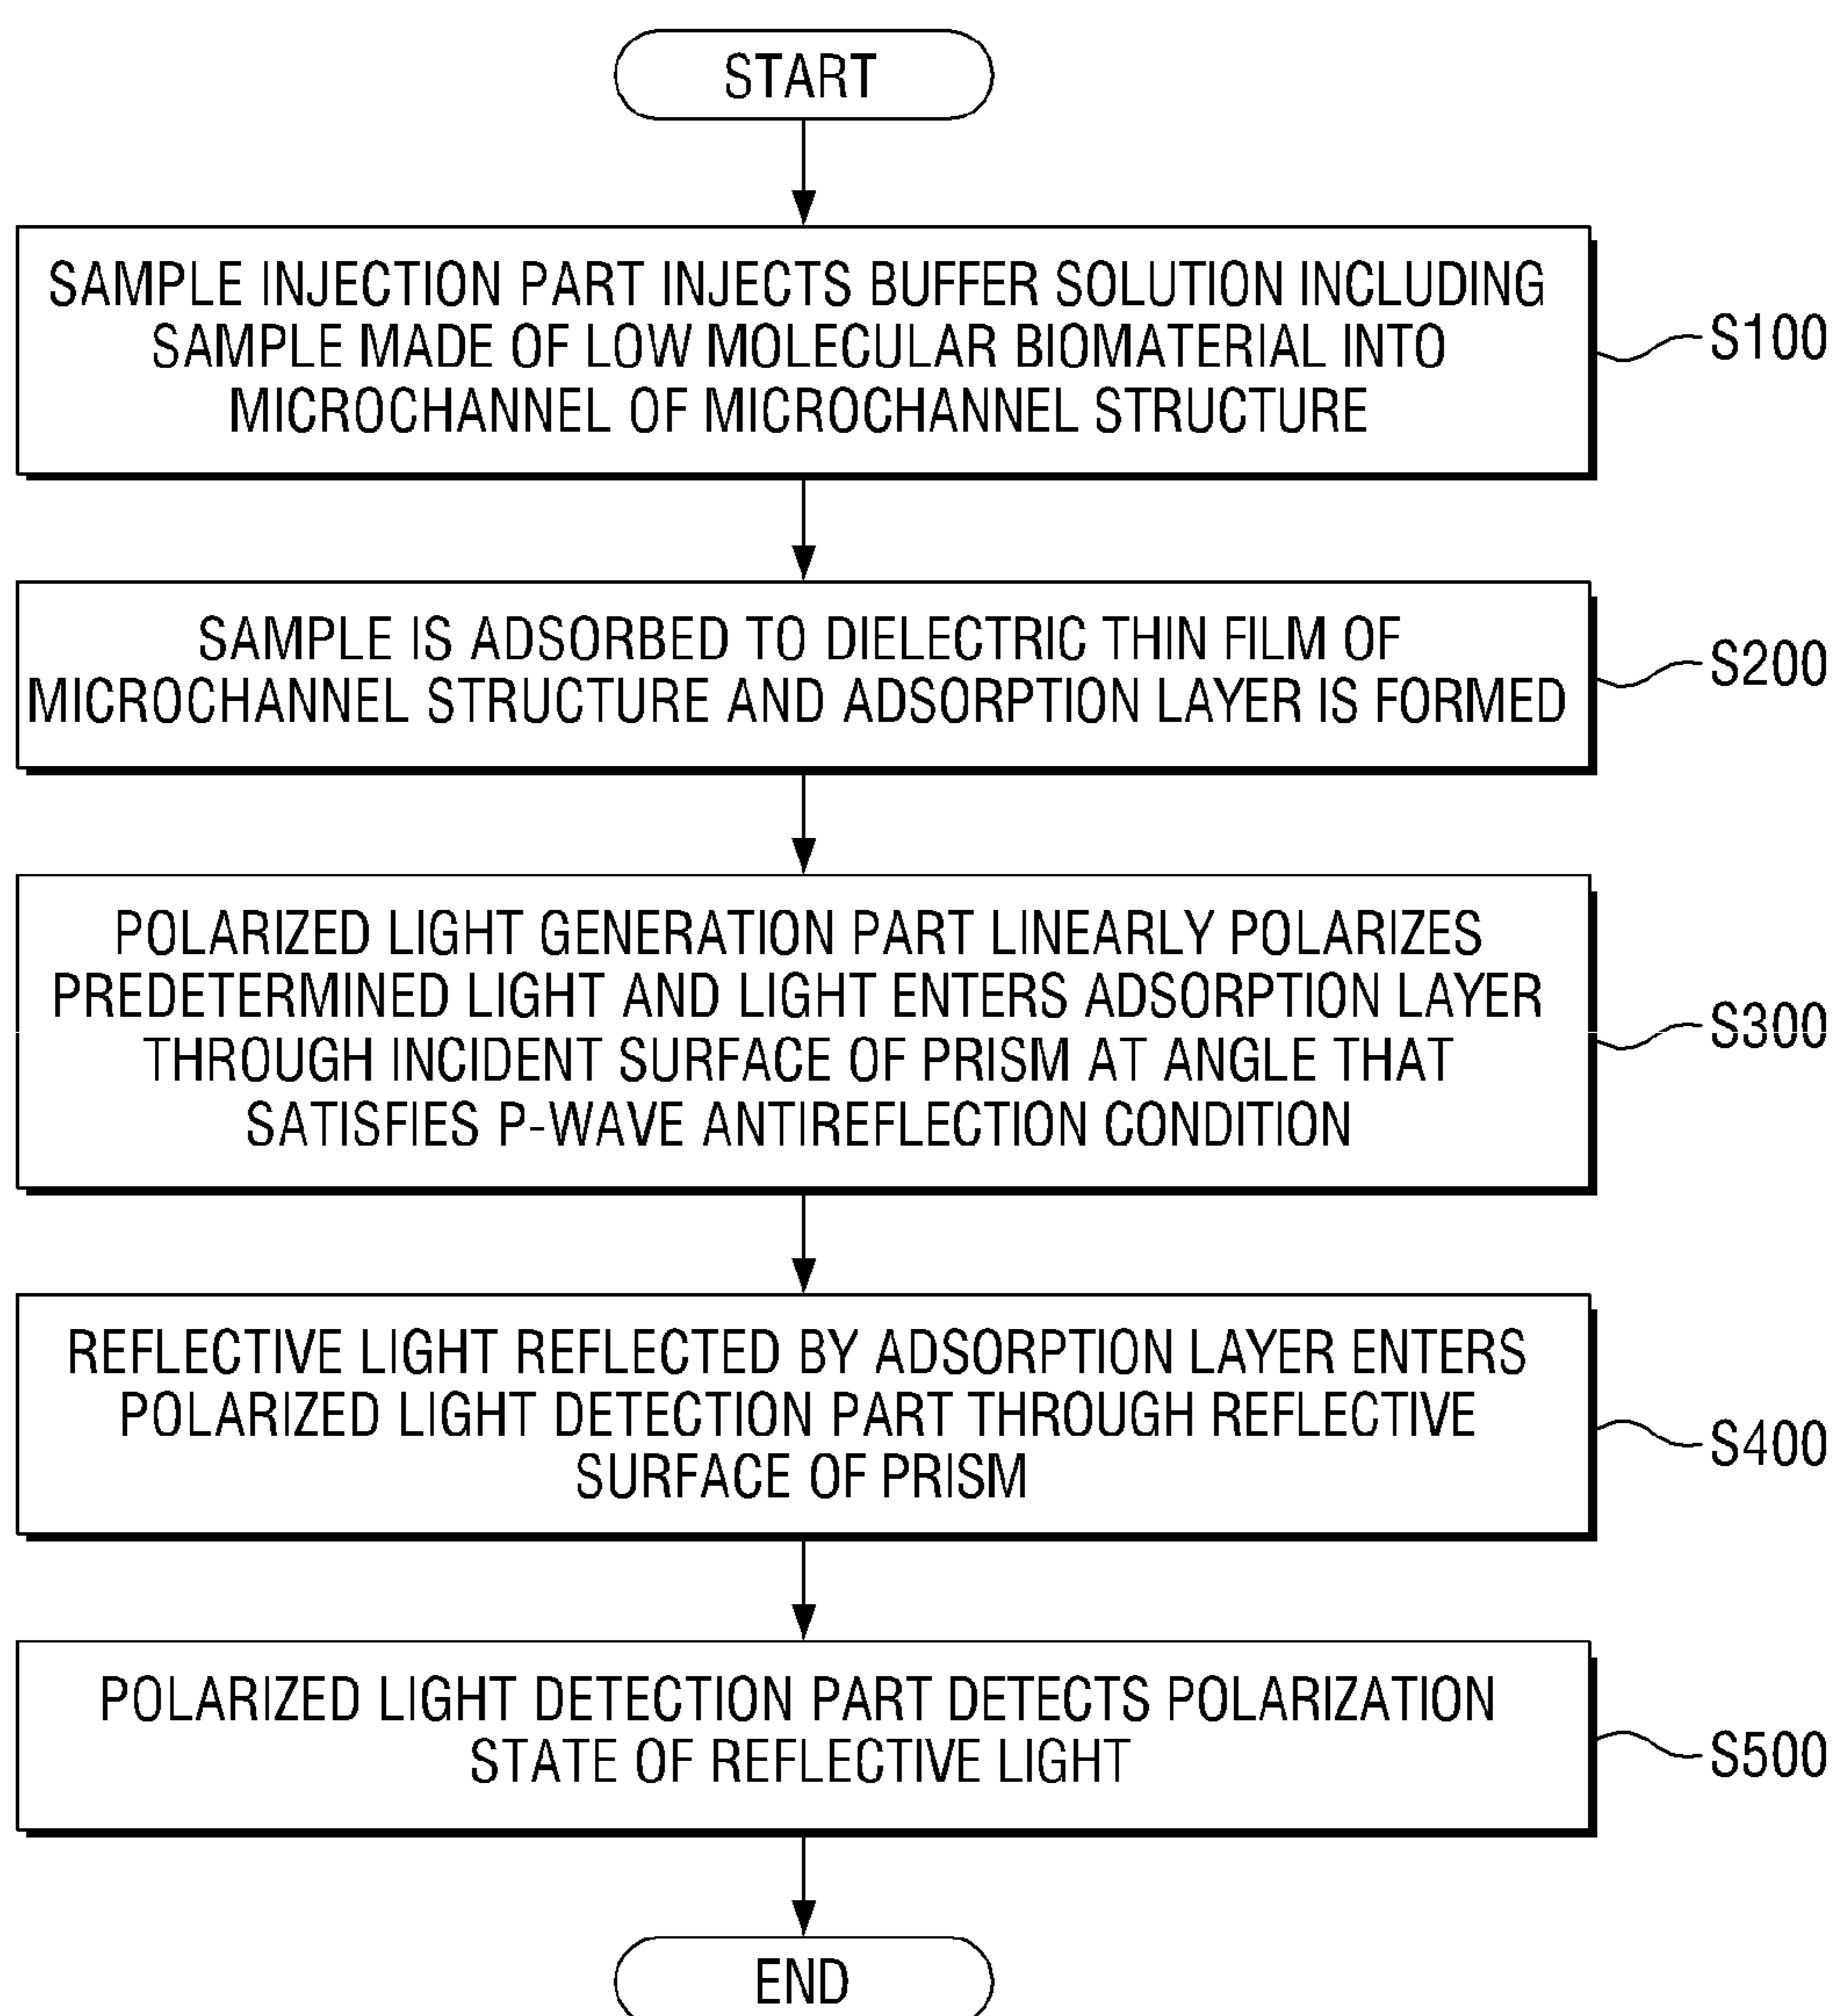 START
SAMPLE INJECTION PART INJECTS BUFFER SOLUTION INCLUDING
SAMPLE MADE OF LOW MOLECULAR BIOMATERIAL INTO
MICROCHANNEL OF MICROCHANNEL STRUCTURE
S100
SAMPLE IS ADSORBED TO DIELECTRIC THIN FILM OF
MICROCHANNEL STRUCTURE AND ADSORPTION LAYER IS FORMED
S200
POLARIZED LIGHT GENERATION PART LINEARLY POLARIZES
PREDETERMINED LIGHT AND LIGHT ENTERS ADSORPTION LAYER
THROUGH INCIDENT SURFACE OF PRISM AT ANGLE THAT
SATISFIES P-WAVE ANTIREFLECTION CONDITION
S300
REFLECTIVE LIGHT REFLECTED BY ADSORPTION LAYER ENTERS
POLARIZED LIGHT DETECTION PART THROUGH REFLECTIVE
SURFACE OF PRISM
S400
POLARIZED LIGHT DETECTION PART DETECTS POLARIZATION
STATE OF REFLECTIVE LIGHT
S500
END